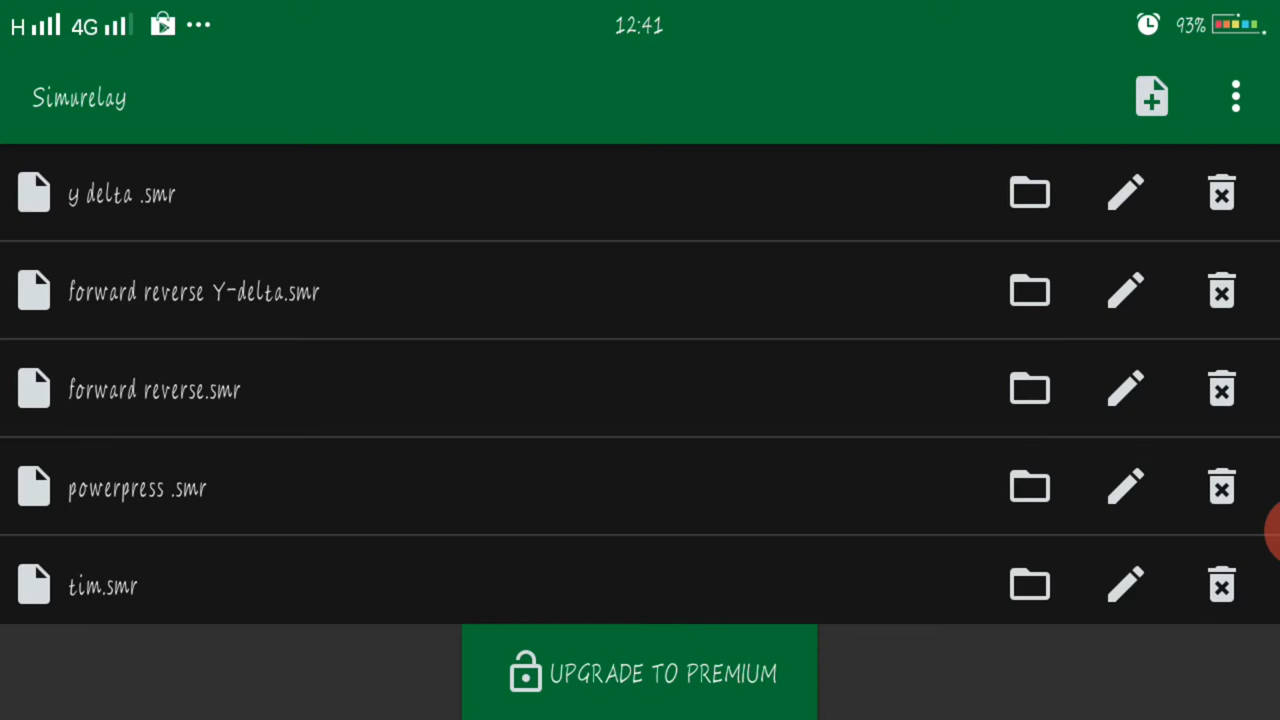 H 4G 12:41 93%
Simurelay
y delta .smr
forward reverse Y-delta.smr
forward reverse.smr
powerpress .smr
tim.smr
UPGRADE TO PREMIUM